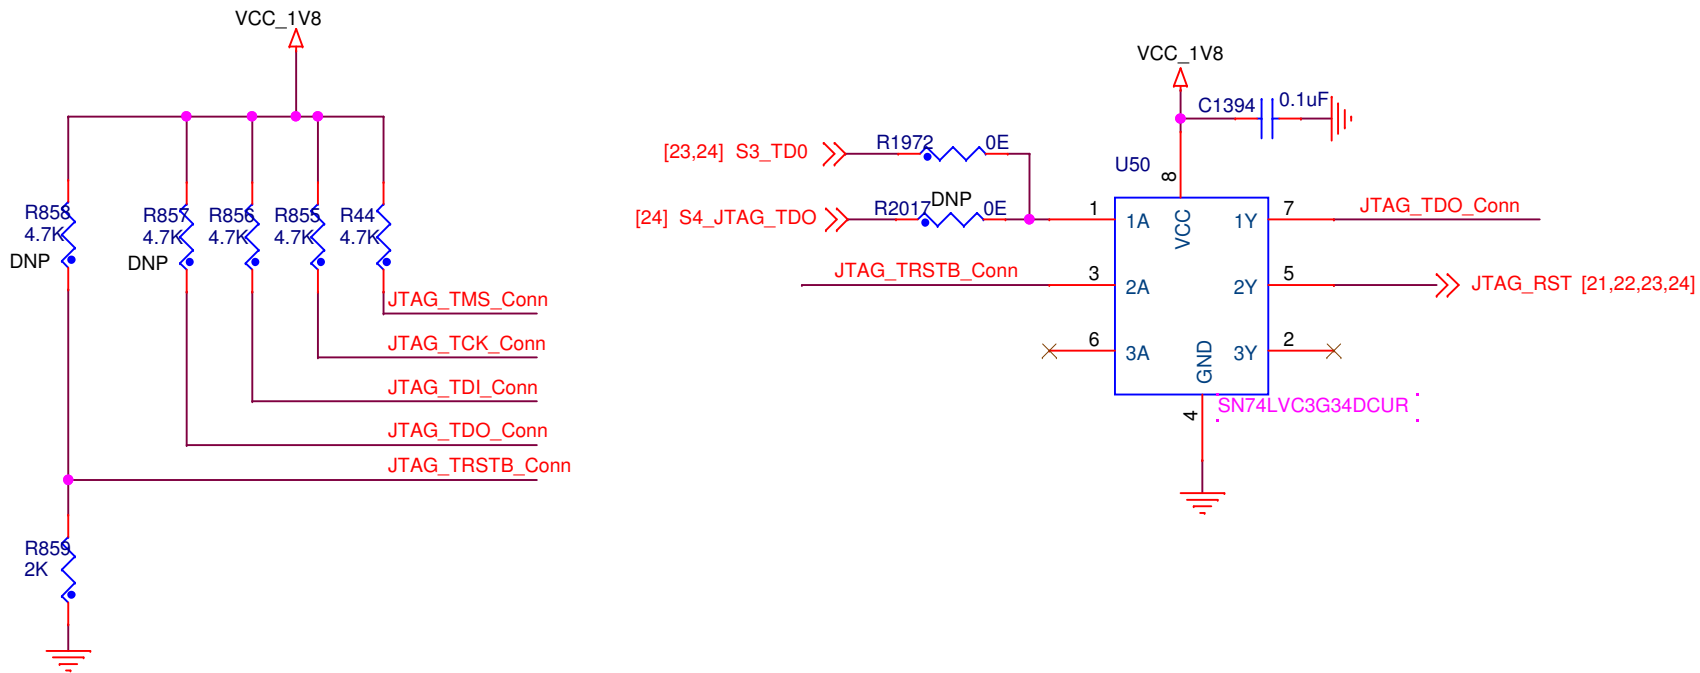 VCC_1V8
R858
4.7K
DNP
R857
4.7K
DNP
R856
4.7K
R855
4.7K
R44
4.7K
JTAG_TMS_Conn
JTAG_TCK_Conn
JTAG_TDI_Conn
JTAG_TDO_Conn
JTAG_TRSTB_Conn
R859
2K
VCC_1V8
C1394
0.1uF
[23,24] S3_TD0
R1972
0E
U50
8
[24] S4_JTAG_TDO
R2017
DNP
0E
1
1A
VCC
1Y
7
JTAG_TDO_Conn
JTAG_TRSTB_Conn
3
2A
2Y
5
JTAG_RST [21,22,23,24]
6
3A
GND
3Y
2
SN74LVC3G34DCUR
4